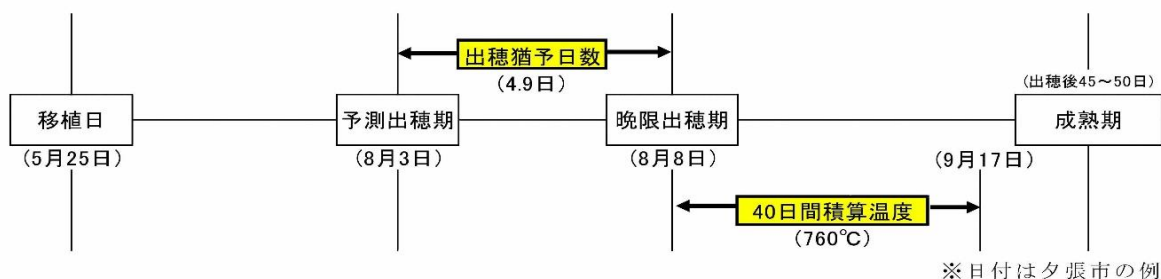 出穂猶予日数
(4.9日)
(出穂後45～50日)
移植日
予測出穂期
晩限出穂期
成熟期
(5月25日)
(8月3日)
(8月8日)
(9月17日)
40日間積算温度
(760℃)
※日付は夕張市の例